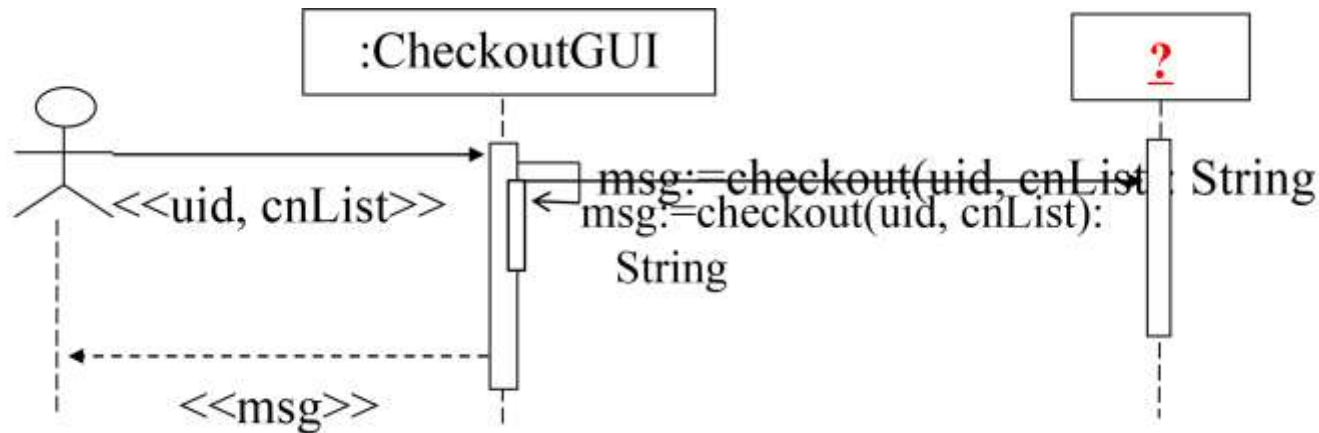 :CheckoutGUI
?
msg:=checkout(uid, cnList) : String
<<uid, cnList>>
msg:=checkout(uid, cnList):
String
<<msg>>